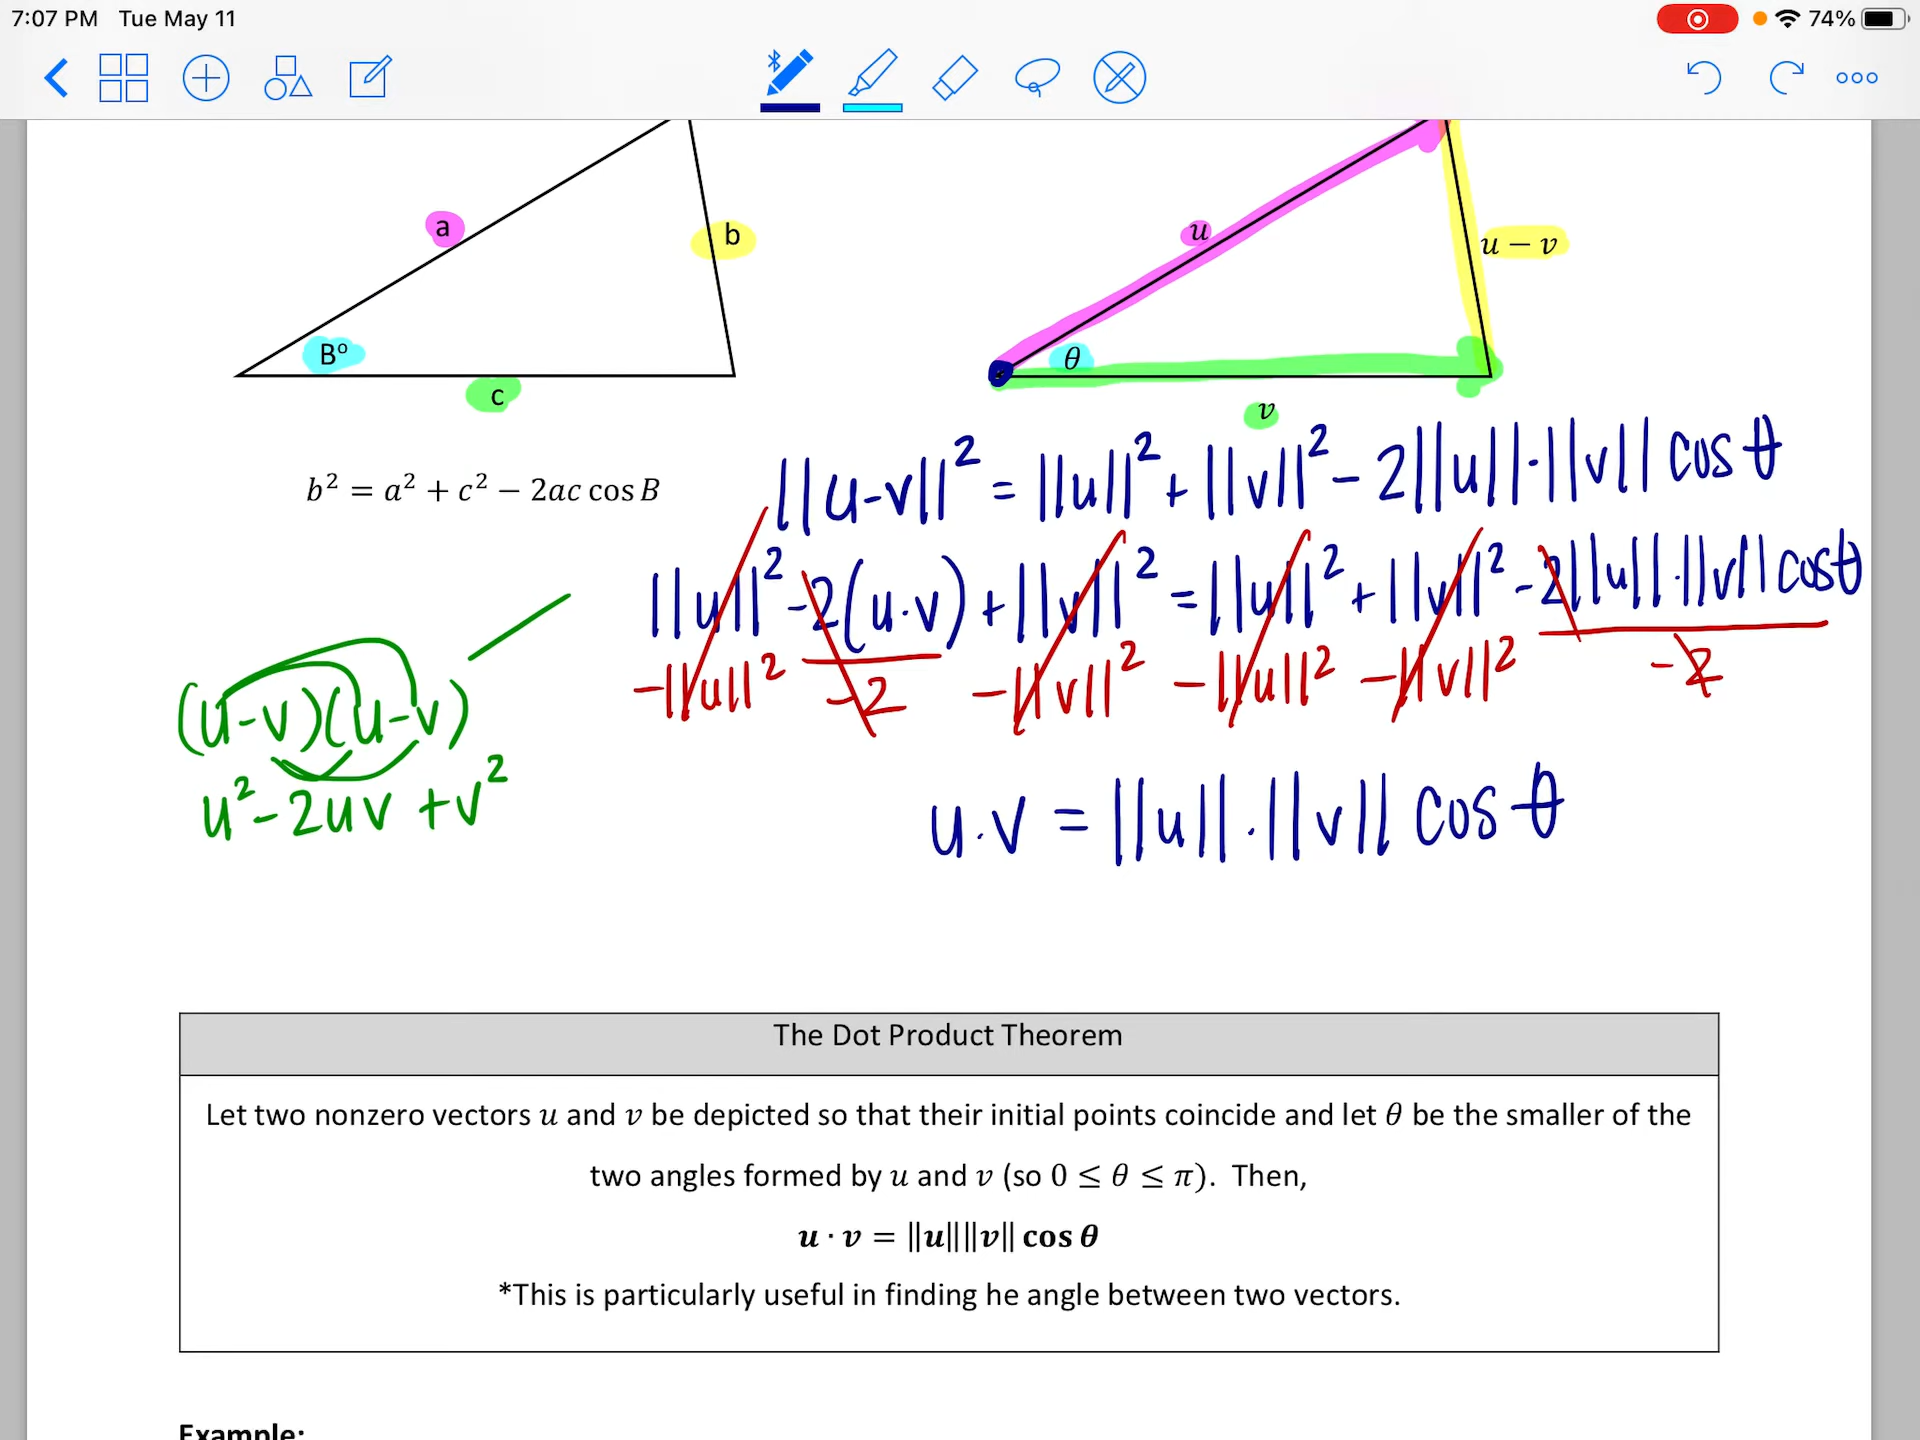 7:07 PM Tue May 11
74%
a
b
u
u − v
B°
θ
c
v
b² = a² + c² − 2ac cos B
||u-v||² = ||u||² + ||v||² - 2||u||·||v|| cos θ
||u||² -2(u·v) + ||v||² = ||u||² + ||v||² - 2||u||·||v|| cos θ
-||u||² -2 -||v||² -||u||² -||v||² -2
(u-v)(u-v)
u² - 2uv + v²
u·v = ||u||·||v|| cos θ
The Dot Product Theorem
Let two nonzero vectors u and v be depicted so that their initial points coincide and let θ be the smaller of the
two angles formed by u and v (so 0 ≤ θ ≤ π). Then,
u · v = ‖u‖‖v‖ cos θ
*This is particularly useful in finding he angle between two vectors.
Example: